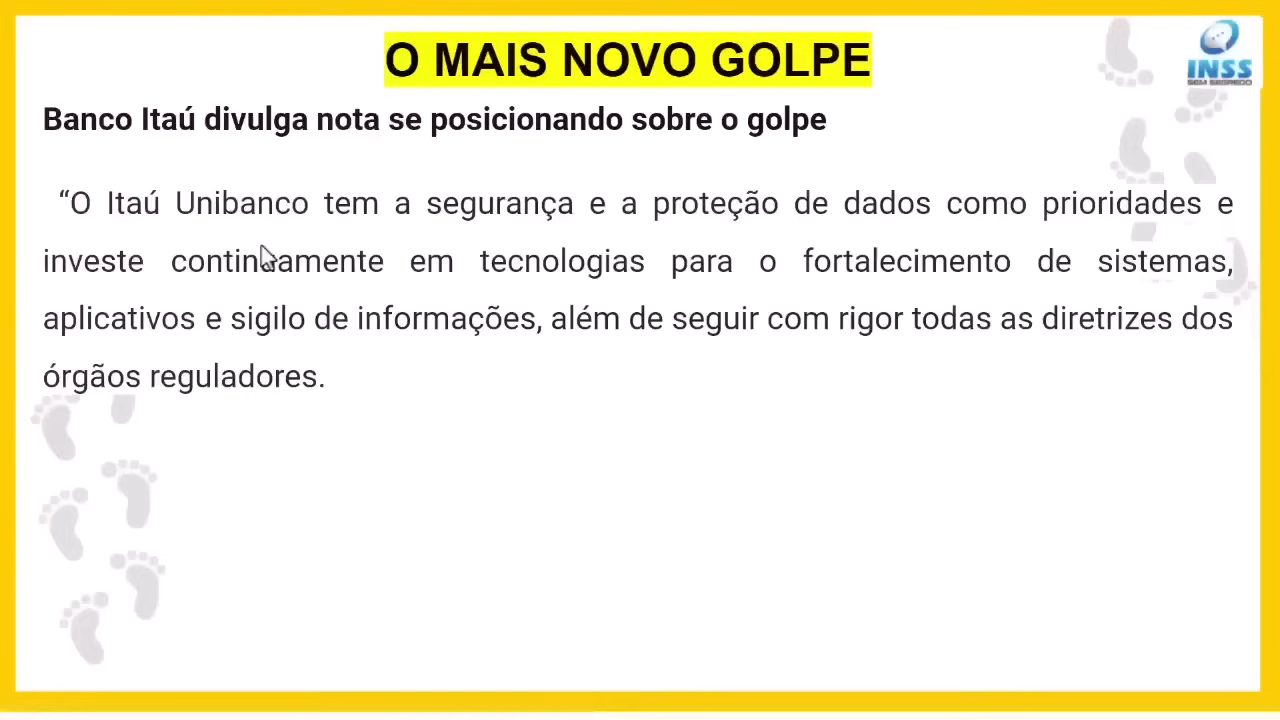 O MAIS NOVO GOLPE
INSS
SEM SEGREDO
Banco Itaú divulga nota se posicionando sobre o golpe
“O Itaú Unibanco tem a segurança e a proteção de dados como prioridades e
investe continuamente em tecnologias para o fortalecimento de sistemas,
aplicativos e sigilo de informações, além de seguir com rigor todas as diretrizes dos
órgãos reguladores.